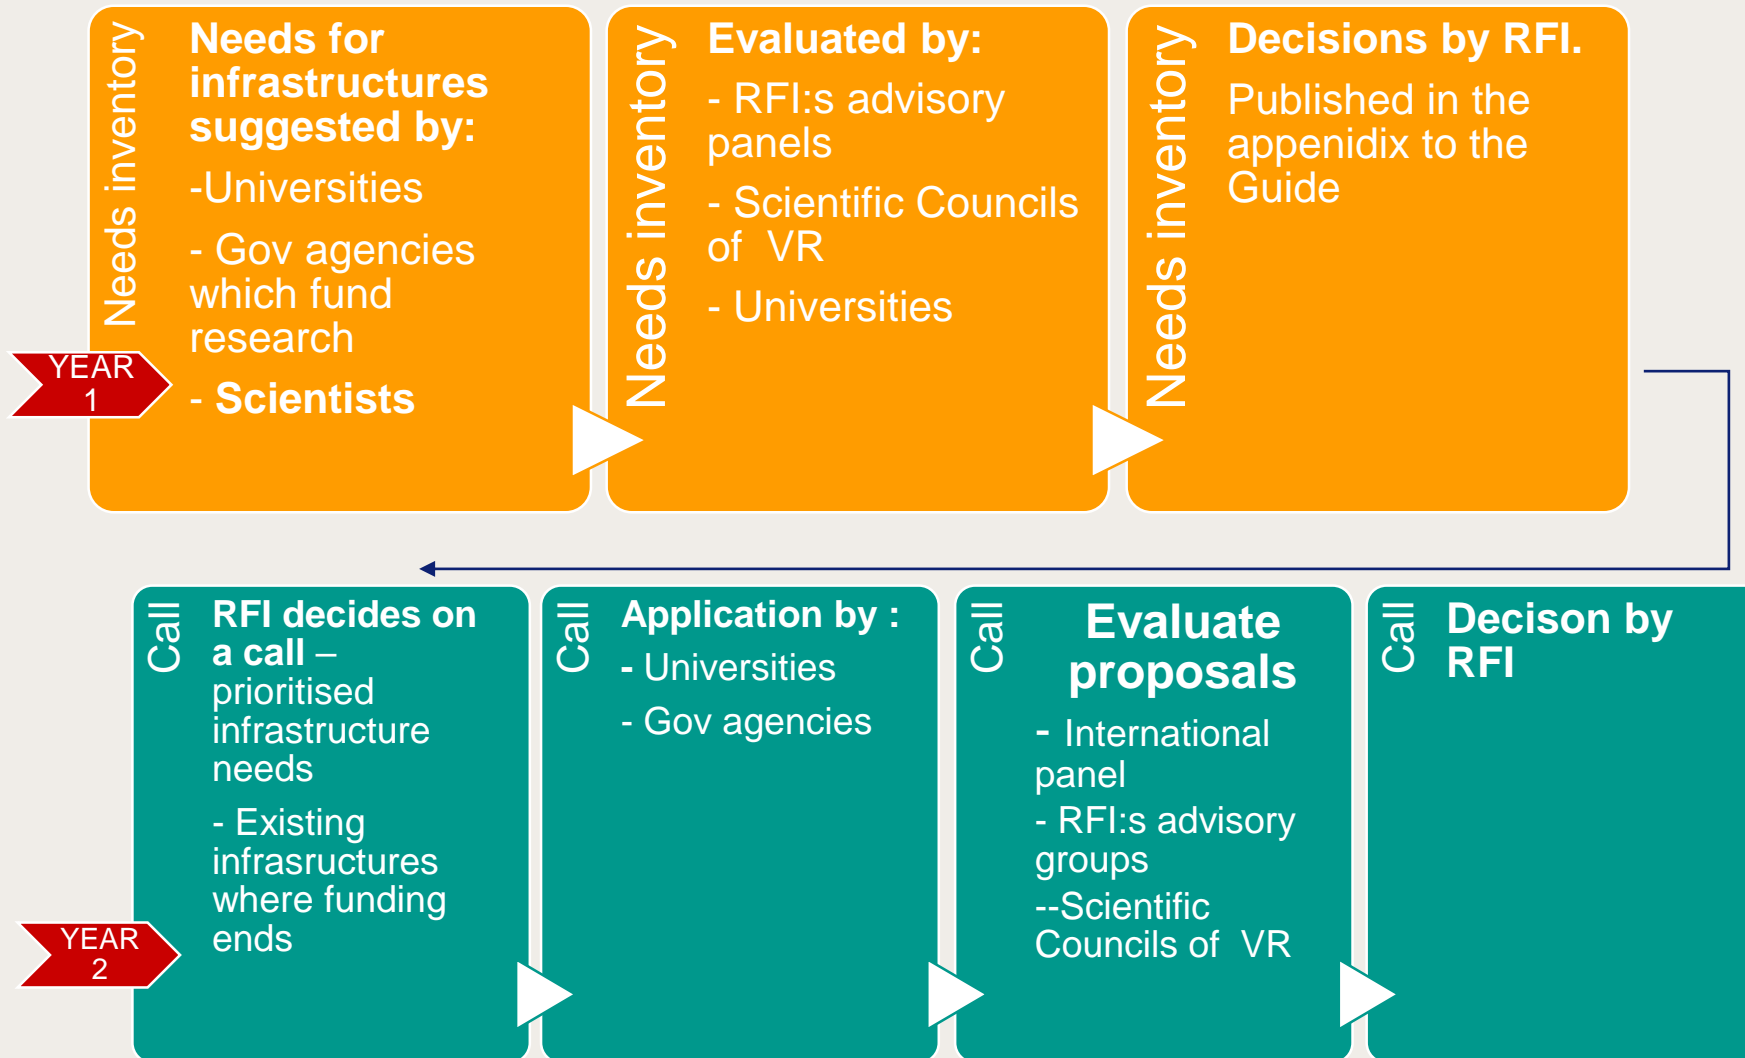 Needs inventory
Needs for
infrastructures
suggested by:
-Universities
- Gov agencies
which fund
research
- Scientists
YEAR
1
Needs inventory
Evaluated by:
- RFI:s advisory
panels
- Scientific Councils
of VR
- Universities
Needs inventory
Decisions by RFI.
Published in the
appenidix to the
Guide
Call
RFI decides on
a call –
prioritised
infrastructure
needs
- Existing
infrasructures
where funding
ends
YEAR
2
Call
Application by :
- Universities
- Gov agencies
Call
Evaluate
proposals
- International
panel
- RFI:s advisory
groups
--Scientific
Councils of VR
Call
Decison by
RFI